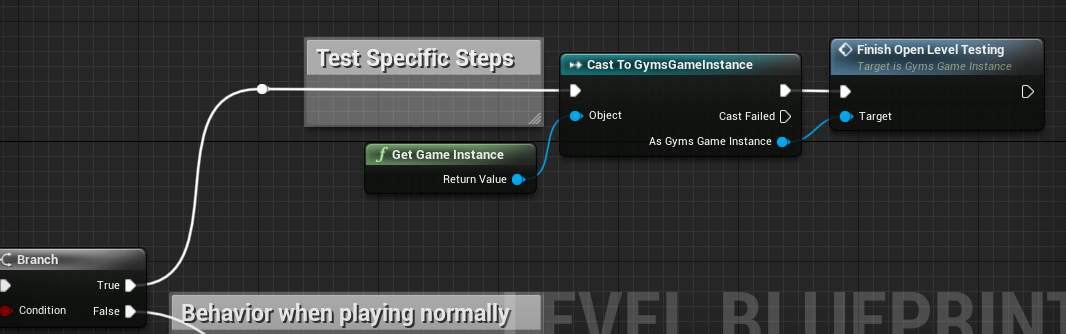 Test Specific Steps
Cast To GymsGameInstance
Object
Cast Failed
As Gyms Game Instance
Finish Open Level Testing
Target is Gyms Game Instance
Target
f Get Game Instance
Return Value
Branch
True
Condition
False
Behavior when playing normally
LEVEL BLUEPRINT